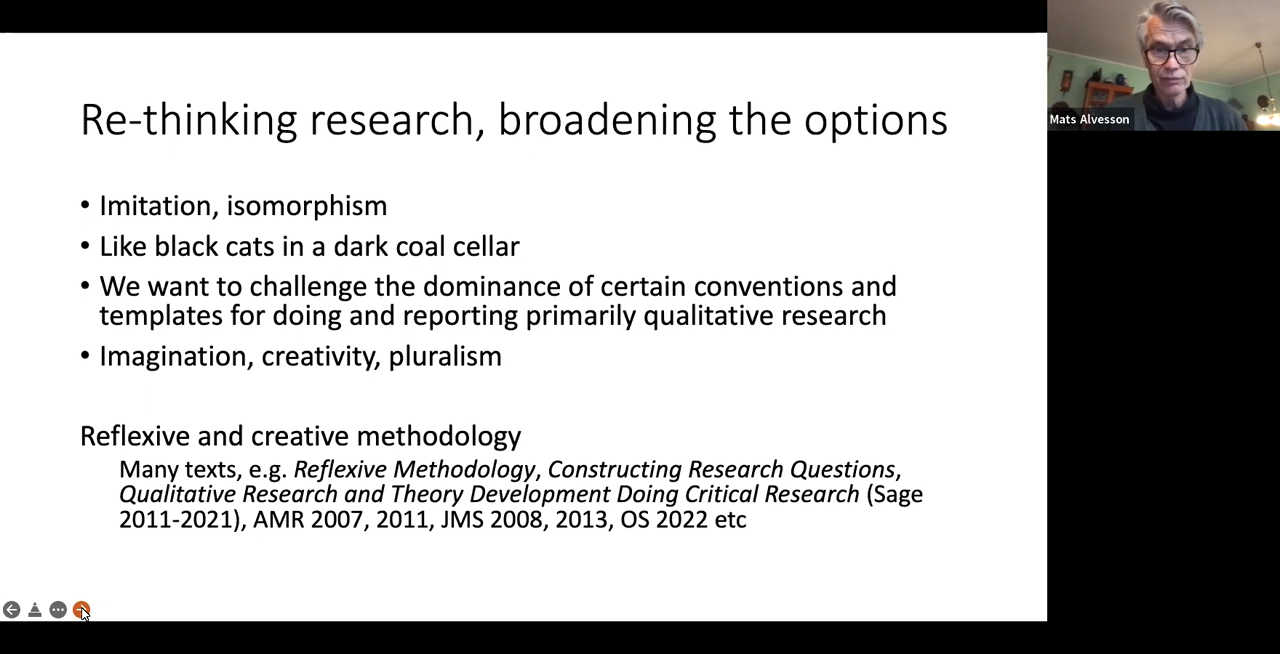 Re-thinking research, broadening the options
• Imitation, isomorphism
• Like black cats in a dark coal cellar
• We want to challenge the dominance of certain conventions and
templates for doing and reporting primarily qualitative research
• Imagination, creativity, pluralism
Reflexive and creative methodology
Many texts, e.g. Reflexive Methodology, Constructing Research Questions,
Qualitative Research and Theory Development Doing Critical Research (Sage
2011-2021), AMR 2007, 2011, JMS 2008, 2013, OS 2022 etc
Mats Alvesson